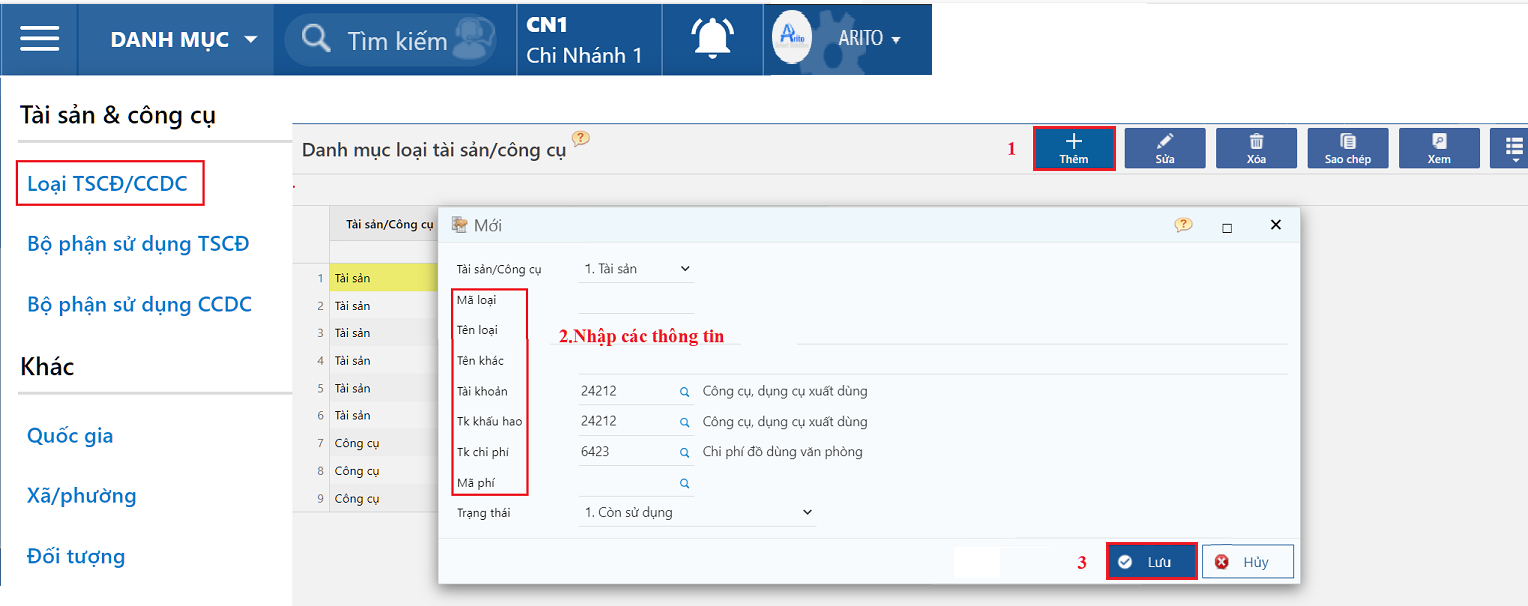 DANH MỤC
Tìm kiếm
CN1
Chi Nhánh 1
Arito
ARITO
Tài sản & công cụ
Loại TSCĐ/CCDC
Bộ phận sử dụng TSCĐ
Bộ phận sử dụng CCDC
Khác
Quốc gia
Xã/phường
Đối tượng
Danh mục loại tài sản/công cụ ?
1
Thêm
Sửa
Xóa
Sao chép
Xem
Tài sản/Công cụ
1 Tài sản
2 Tài sản
3 Tài sản
4 Tài sản
5 Tài sản
6 Tài sản
7 Công cụ
8 Công cụ
9 Công cụ
Mới
?
Tài sản/Công cụ 1. Tài sản
Mã loại
Tên loại
2.Nhập các thông tin
Tên khác
Tài khoản 24212 Công cụ, dụng cụ xuất dùng
Tk khấu hao 24212 Công cụ, dụng cụ xuất dùng
Tk chi phí 6423 Chi phí đồ dùng văn phòng
Mã phí
Trạng thái 1. Còn sử dụng
3
Lưu
Hủy